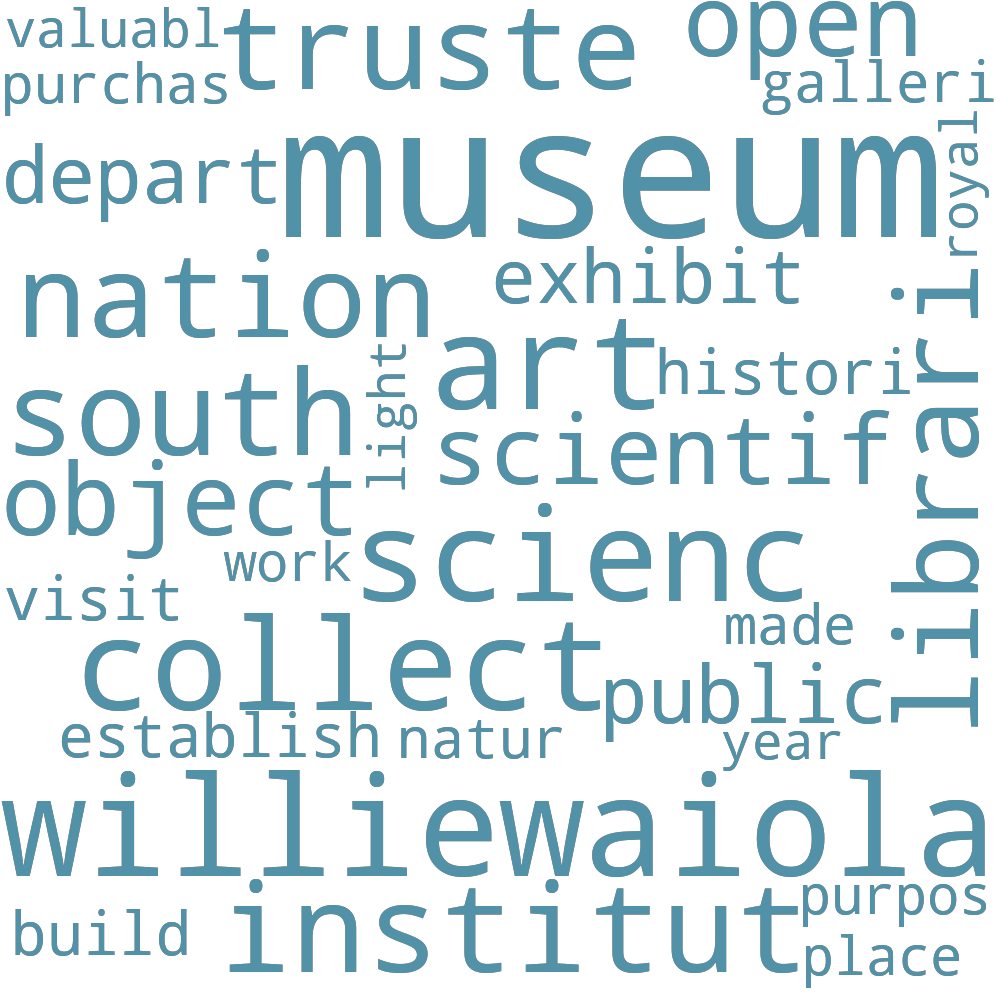 valuabl
truste
open
purchas
galleri
royal
depart
museum
nation
exhibit
librari
art
light
histori
south
scientif
object
scienc
work
visit
collect
made
public
establish
natur
year
williewaiola
institut
purpos
build
place